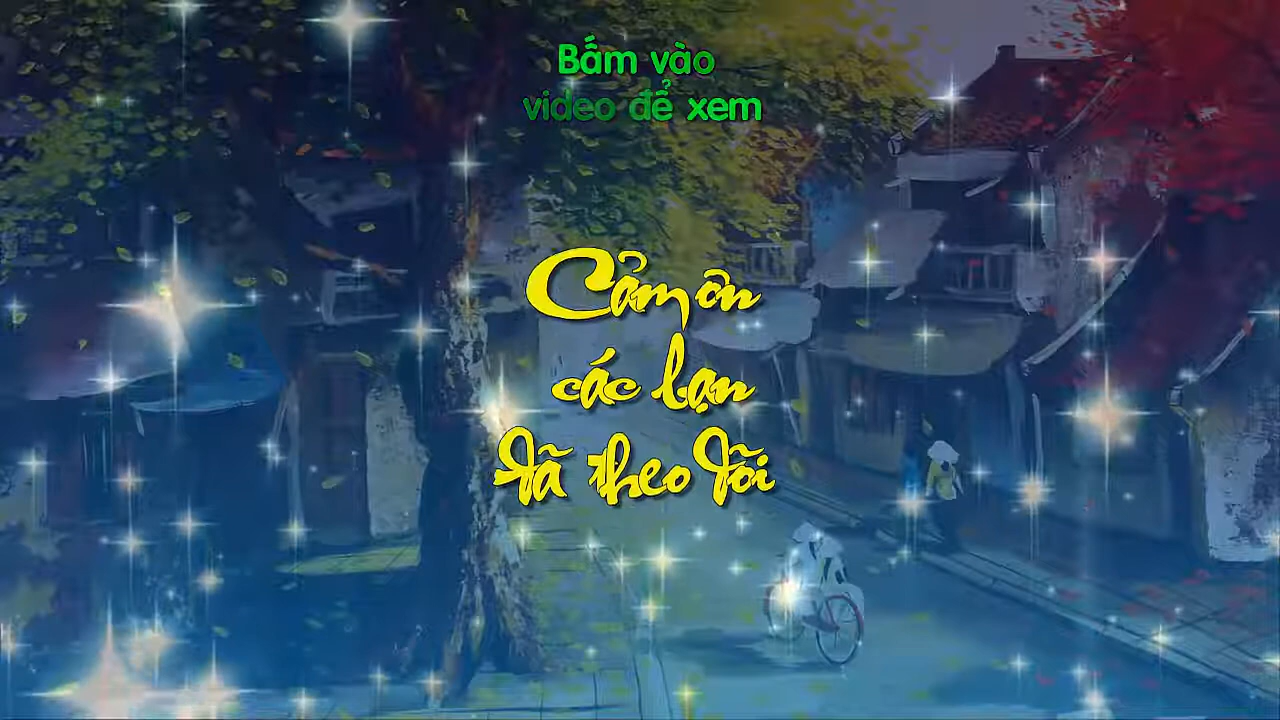 Bấm vào
video để xem
Cảm ơn
các bạn
đã theo dõi